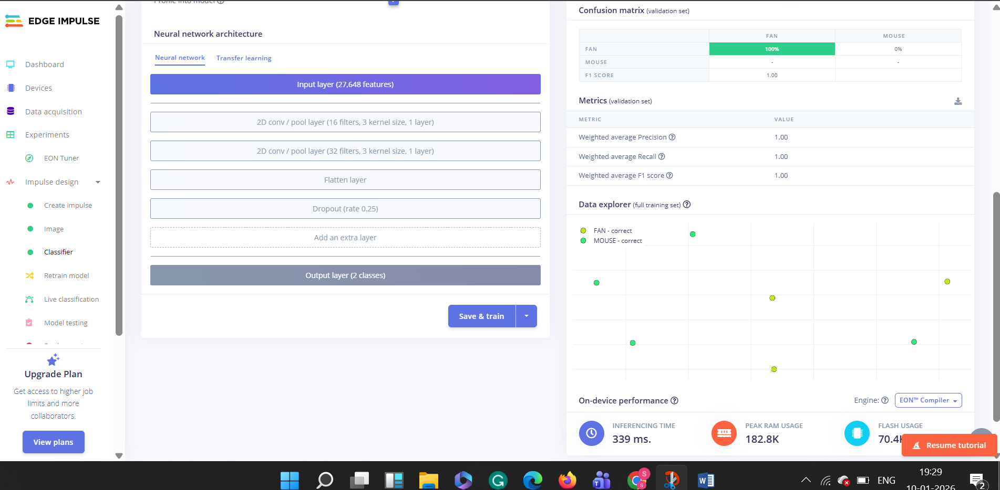 EDGE IMPULSE
Dashboard
Devices
Data acquisition
Experiments
EON Tuner
Impulse design
Create impulse
Image
Classifier
Retrain model
Live classification
Model testing
Upgrade Plan
Get access to higher job
limits and more
collaborators.
View plans
Neural network architecture
Neural network Transfer learning
Input layer (27,648 features)
2D conv / pool layer (16 filters, 3 kernel size, 1 layer)
2D conv / pool layer (32 filters, 3 kernel size, 1 layer)
Flatten layer
Dropout (rate 0.25)
Add an extra layer
Output layer (2 classes)
Save & train
Confusion matrix (validation set)
FAN MOUSE
FAN 100% 0%
MOUSE - -
F1 SCORE 1.00
Metrics (validation set)
METRIC VALUE
Weighted average Precision 1.00
Weighted average Recall 1.00
Weighted average F1 score 1.00
Data explorer (full training set)
FAN - correct
MOUSE - correct
On-device performance
Engine: EON™ Compiler
INFERENCING TIME
339 ms.
PEAK RAM USAGE
182.8K
FLASH USAGE
70.4K
Resume tutorial
ENG
19:29
10-01-2026
2